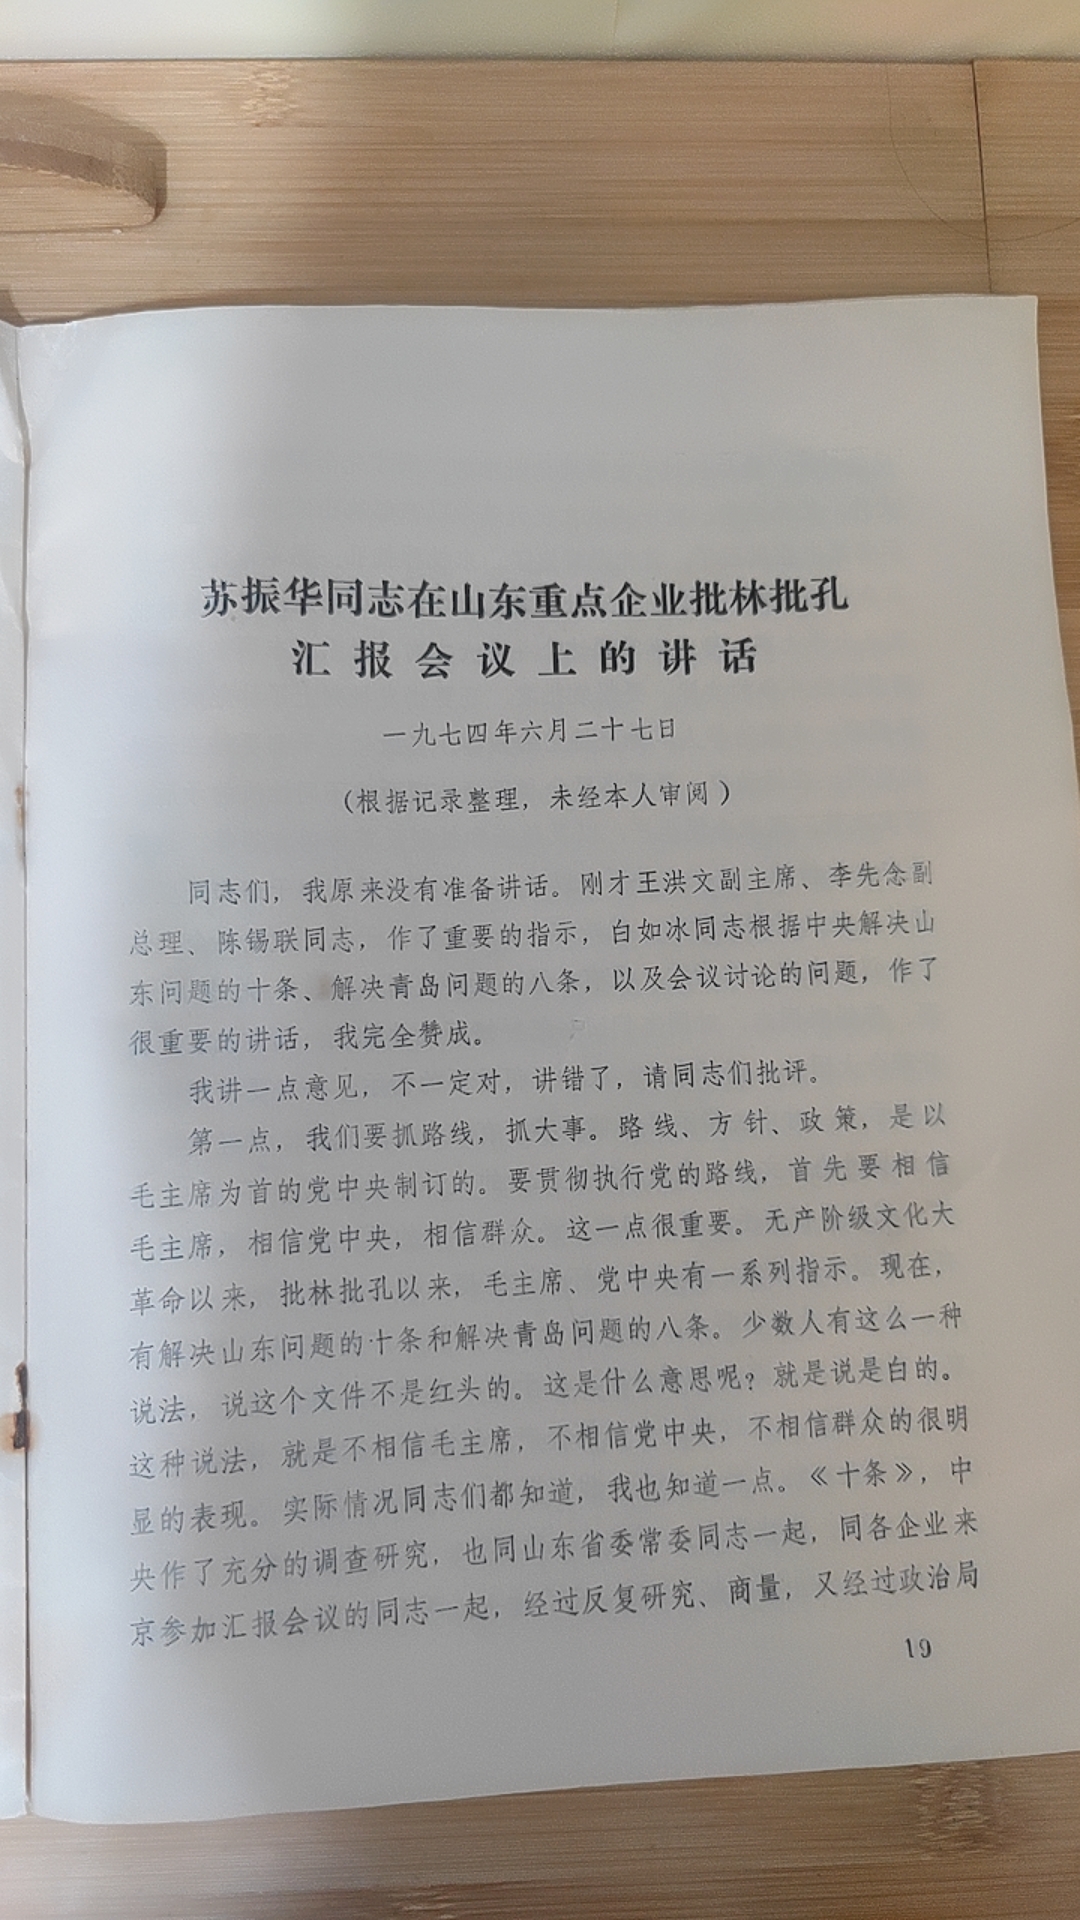 苏振华同志在山东重点企业批林批孔
汇报会议上的讲话
一九七四年六月二十七日
（根据记录整理，未经本人审阅）
同志们，我原来没有准备讲话。刚才王洪文副主席、李先念副
总理、陈锡联同志，作了重要的指示，白如冰同志根据中央解决山
东问题的十条、解决青岛问题的八条，以及会议讨论的问题，作了
很重要的讲话，我完全赞成。
我讲一点意见，不一定对，讲错了，请同志们批评。
第一点，我们要抓路线，抓大事。路线、方针、政策，是以
毛主席为首的党中央制订的。要贯彻执行党的路线，首先要相信
毛主席，相信党中央，相信群众。这一点很重要。无产阶级文化大
革命以来，批林批孔以来，毛主席、党中央有一系列指示。现在，
有解决山东问题的十条和解决青岛问题的八条。少数人有这么一种
说法，说这个文件不是红头的。这是什么意思呢？就是说是白的。
这种说法，就是不相信毛主席，不相信党中央，不相信群众的很明
显的表现。实际情况同志们都知道，我也知道一点。《十条》，中
央作了充分的调查研究，也同山东省委常委同志一起，同各企业来
京参加汇报会议的同志一起，经过反复研究、商量，又经过政治局
19